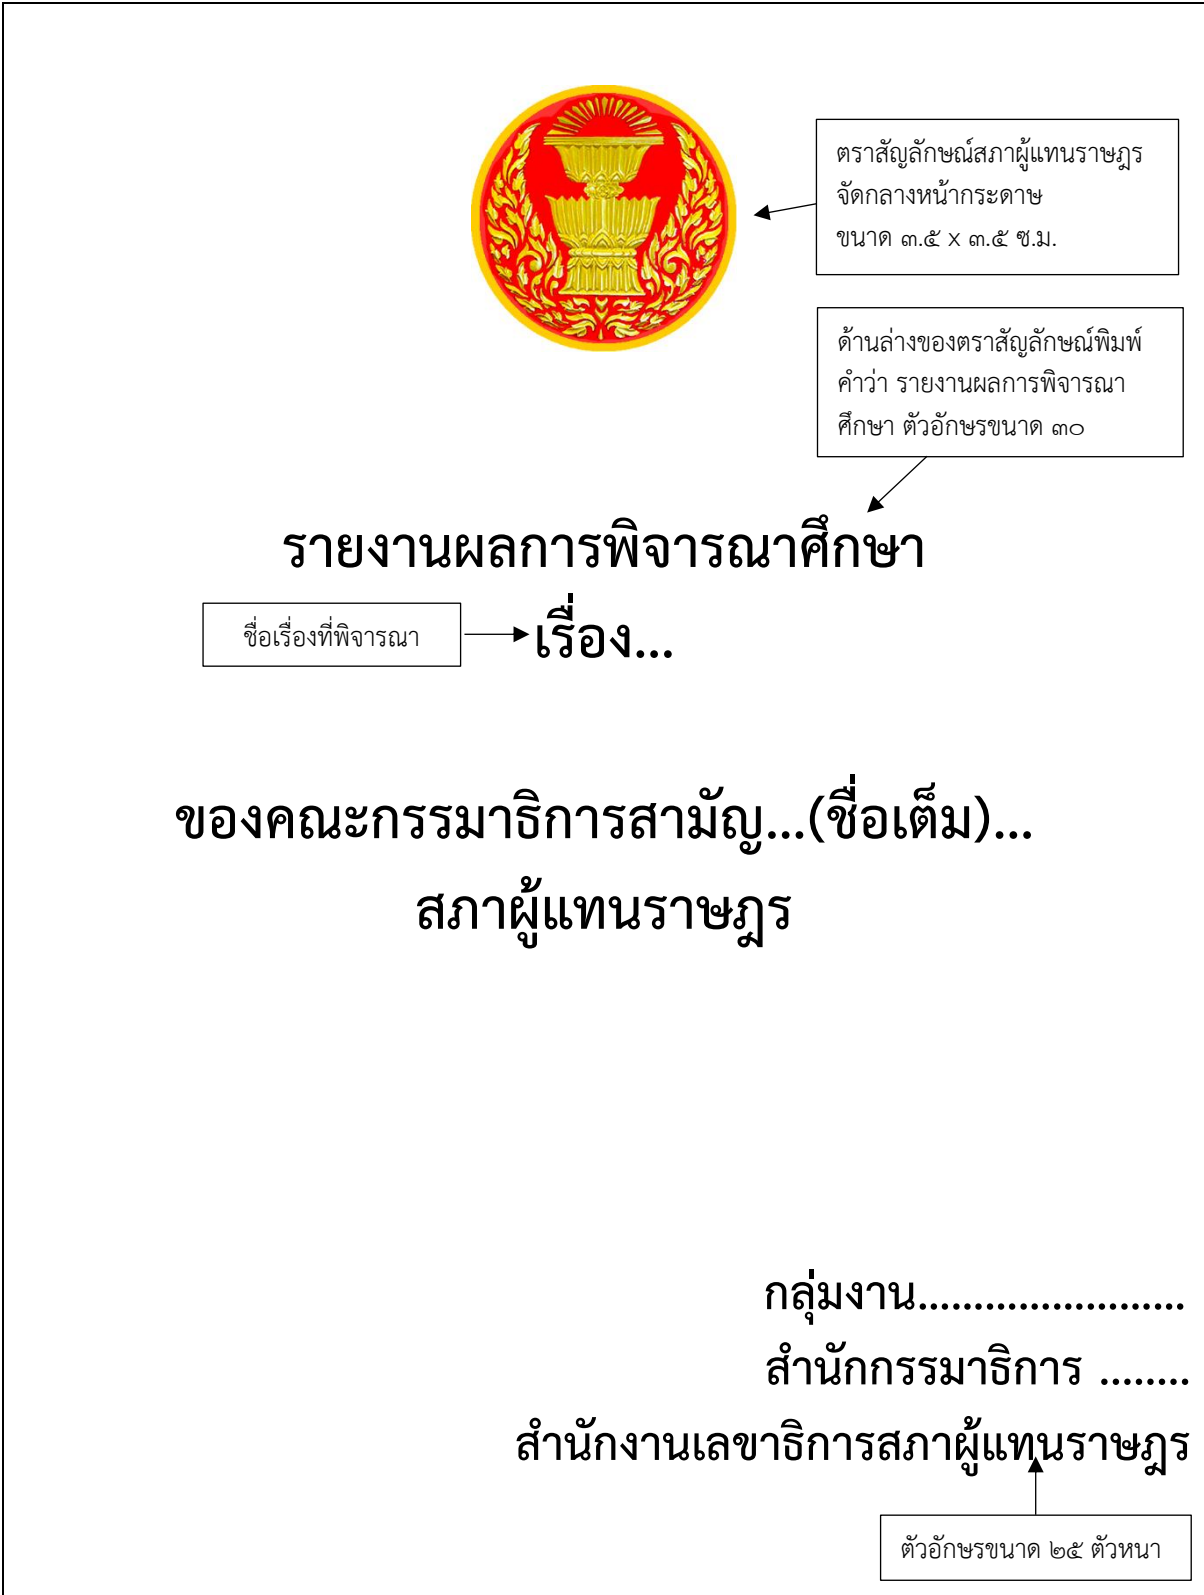 ตราสัญลักษณ์สภาผู้แทนราษฎร
จัดกลางหน้ากระดาษ
ขนาด ๓.๕ x ๓.๕ ซ.ม.
ด้านล่างของตราสัญลักษณ์พิมพ์
คำว่า รายงานผลการพิจารณา
ศึกษา ตัวอักษรขนาด ๓๐
รายงานผลการพิจารณาศึกษา
ชื่อเรื่องที่พิจารณา
เรื่อง...
ของคณะกรรมาธิการสามัญ...(ชื่อเต็ม)...
สภาผู้แทนราษฎร
กลุ่มงาน........................
สำนักกรรมาธิการ ........
สำนักงานเลขาธิการสภาผู้แทนราษฎร
ตัวอักษรขนาด ๒๕ ตัวหนา